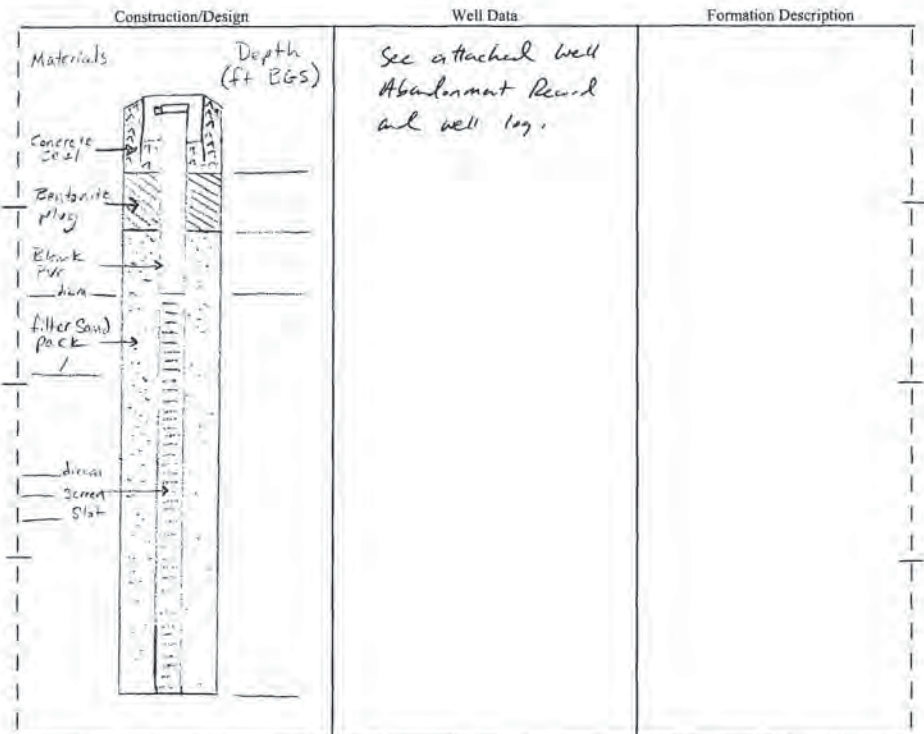 Construction/Design
Well Data
Formation Description
Materials
Depth
(ft BGS)
See attached well
Abandonment Record
and well log.
Concrete
seal
Bentonite
plug
Blank
PVC
diam
filter Sand
pack
/
diam
Screen
Slot